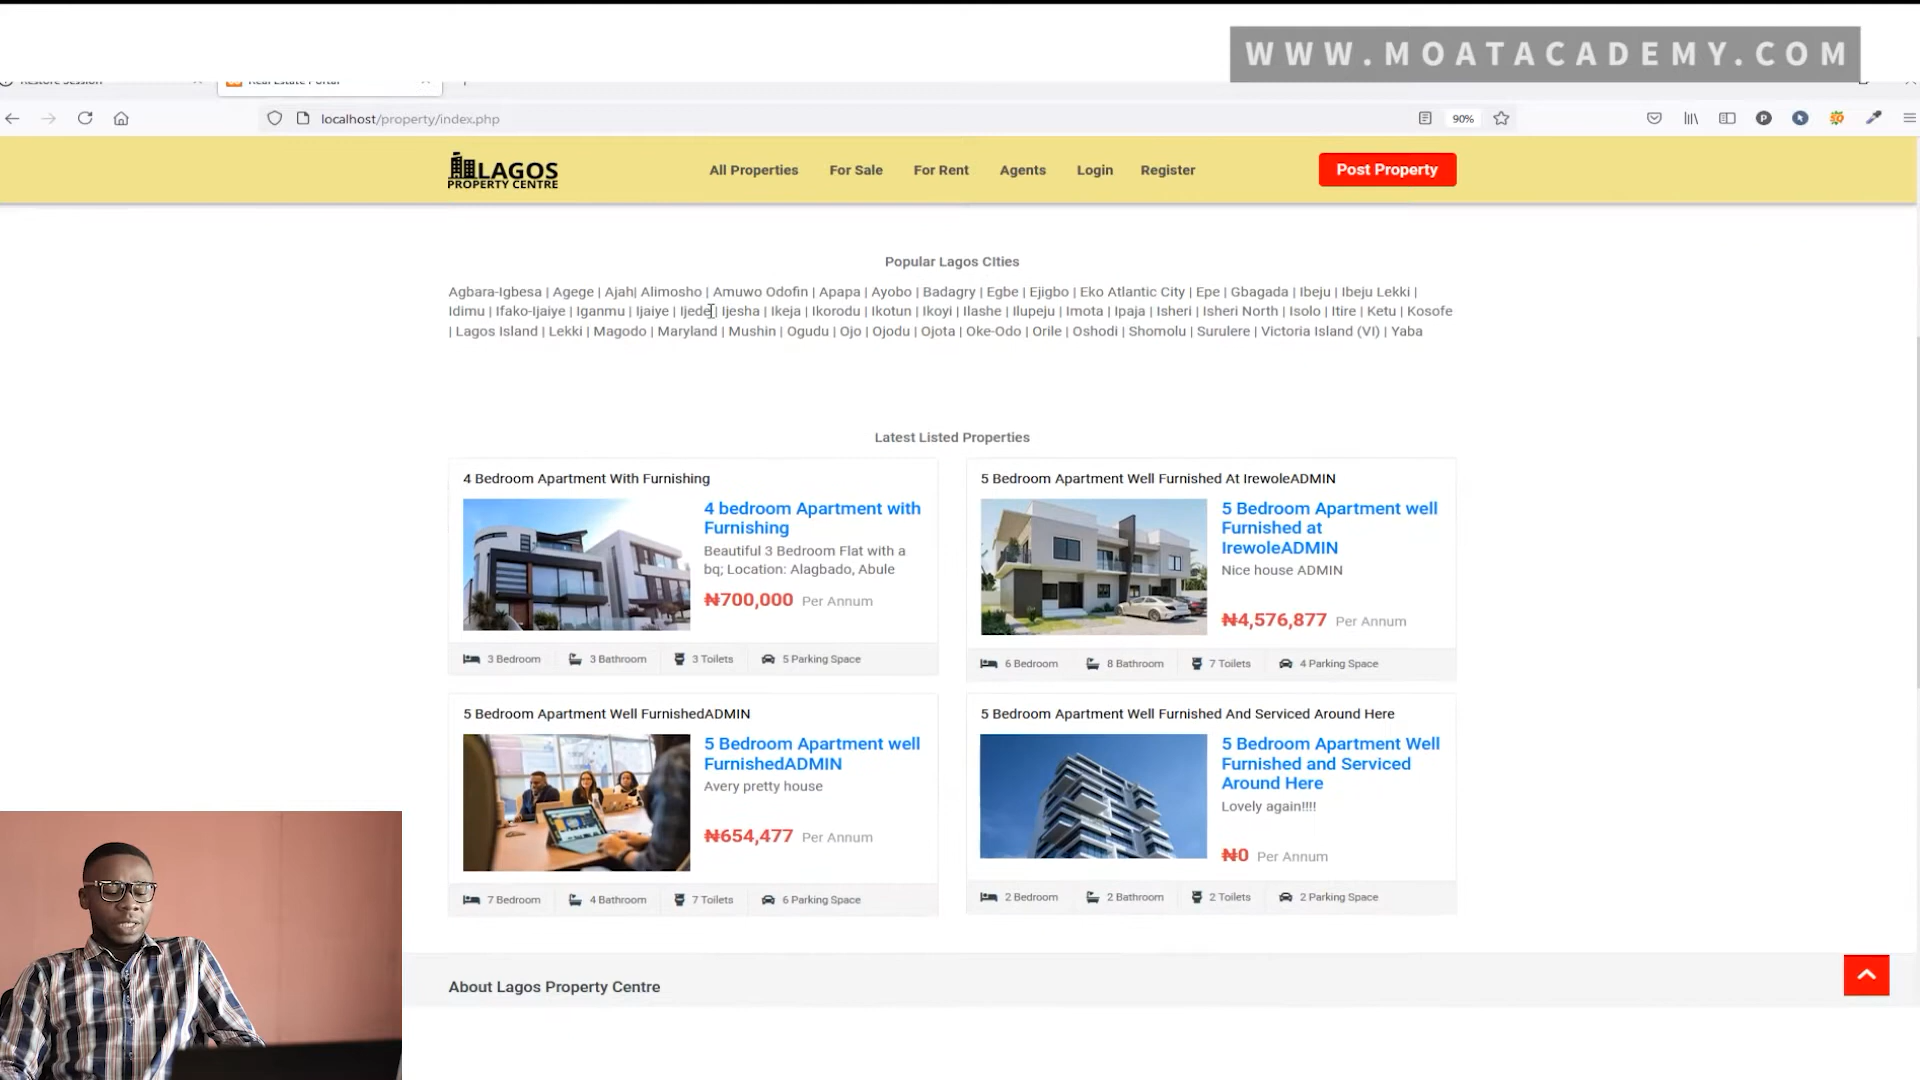 WWW.MOATACADEMY.COM
Restore Session
Real Estate Portal
localhost/property/index.php
90%
LAGOS
PROPERTY CENTRE
All Properties
For Sale
For Rent
Agents
Login
Register
Post Property
Popular Lagos CIties
Agbara-Igbesa | Agege | Ajah| Alimosho | Amuwo Odofin | Apapa | Ayobo | Badagry | Egbe | Ejigbo | Eko Atlantic City | Epe | Gbagada | Ibeju | Ibeju Lekki |
Idimu | Ifako-Ijaiye | Iganmu | Ijaiye | Ijede| Ijesha | Ikeja | Ikorodu | Ikotun | Ikoyi | Ilashe | Ilupeju | Imota | Ipaja | Isheri | Isheri North | Isolo | Itire | Ketu | Kosofe
| Lagos Island | Lekki | Magodo | Maryland | Mushin | Ogudu | Ojo | Ojodu | Ojota | Oke-Odo | Orile | Oshodi | Shomolu | Surulere | Victoria Island (VI) | Yaba
Latest Listed Properties
4 Bedroom Apartment With Furnishing
4 bedroom Apartment with
Furnishing
Beautiful 3 Bedroom Flat with a
bq; Location: Alagbado, Abule
₦700,000 Per Annum
3 Bedroom
3 Bathroom
3 Toilets
5 Parking Space
5 Bedroom Apartment Well Furnished At IrewoleADMIN
5 Bedroom Apartment well
Furnished at
IrewoleADMIN
Nice house ADMIN
₦4,576,877 Per Annum
6 Bedroom
8 Bathroom
7 Toilets
4 Parking Space
5 Bedroom Apartment Well FurnishedADMIN
5 Bedroom Apartment well
FurnishedADMIN
Avery pretty house
₦654,477 Per Annum
7 Bedroom
4 Bathroom
7 Toilets
6 Parking Space
5 Bedroom Apartment Well Furnished And Serviced Around Here
5 Bedroom Apartment Well
Furnished and Serviced
Around Here
Lovely again!!!!
₦0 Per Annum
2 Bedroom
2 Bathroom
2 Toilets
2 Parking Space
About Lagos Property Centre